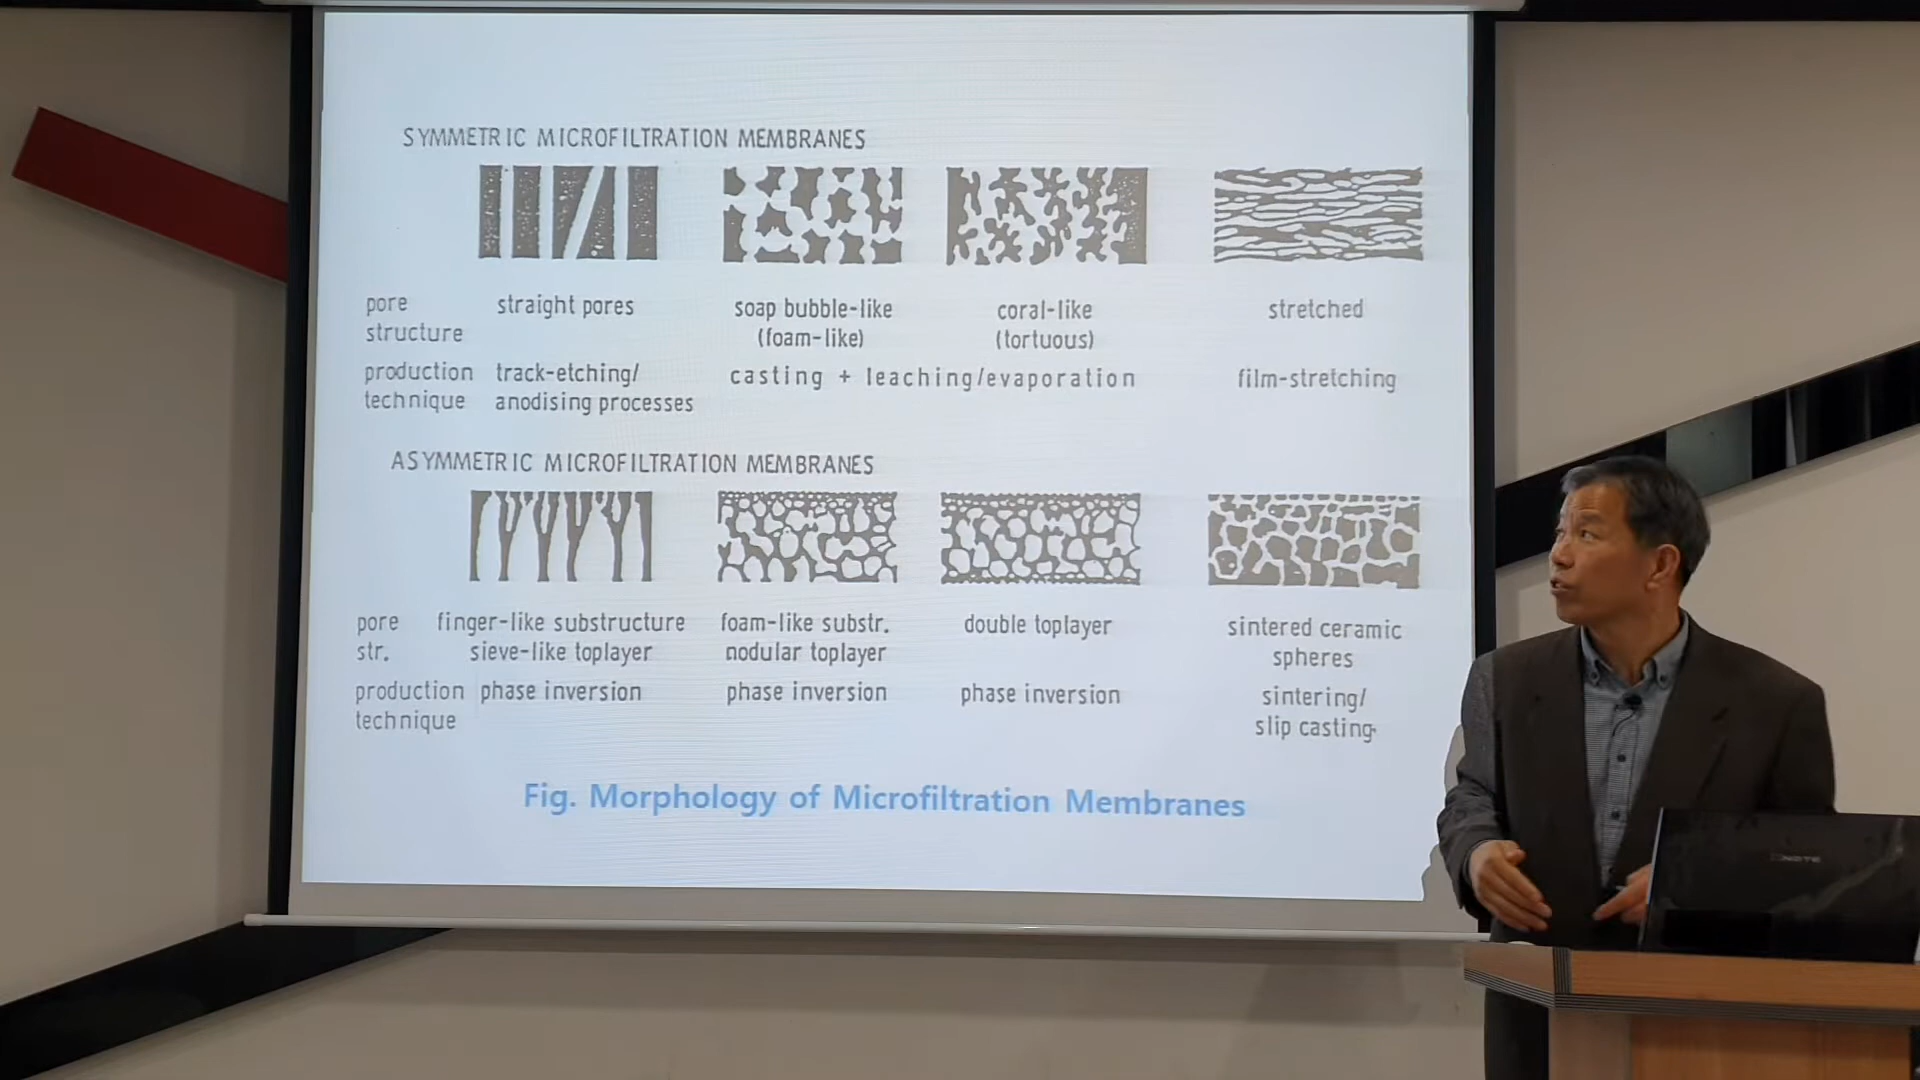 SYMMETRIC MICROFILTRATION MEMBRANES
pore structure
straight pores
soap bubble-like (foam-like)
coral-like (tortuous)
stretched
production technique
track-etching/ anodising processes
casting + leaching/evaporation
film-stretching
ASYMMETRIC MICROFILTRATION MEMBRANES
pore str.
finger-like substructure sieve-like toplayer
foam-like substr. nodular toplayer
double toplayer
sintered ceramic spheres
production technique
phase inversion
phase inversion
phase inversion
sintering/ slip casting
Fig. Morphology of Microfiltration Membranes